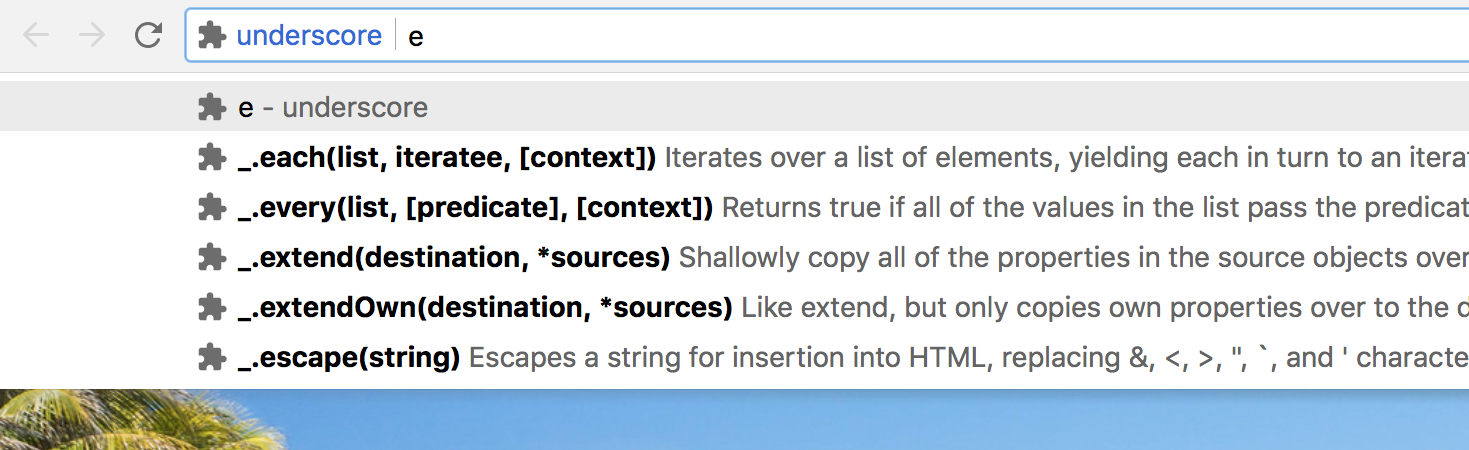 underscore e
e - underscore
_.each(list, iteratee, [context]) Iterates over a list of elements, yielding each in turn to an
_.every(list, [predicate], [context]) Returns true if all of the values in the list pass the
_.extend(destination, *sources) Shallowly copy all of the properties in the source objects over
_.extendOwn(destination, *sources) Like extend, but only copies own properties over to the
_.escape(string) Escapes a string for insertion into HTML, replacing &, <, >, ", `, and '